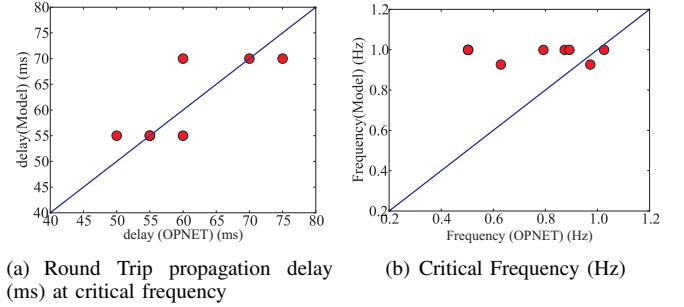 80
75
70
65
60
55
50
45
40
40 45 50 55 60 65 70 75 80
delay(Model) (ms)
delay (OPNET) (ms)
1.2
1.0
0.8
0.6
0.4
0.2
0.2 0.4 0.6 0.8 1.0 1.2
Frequency(Model) (Hz)
Frequency (OPNET) (Hz)
(a) Round Trip propagation delay
(ms) at critical frequency
(b) Critical Frequency (Hz)